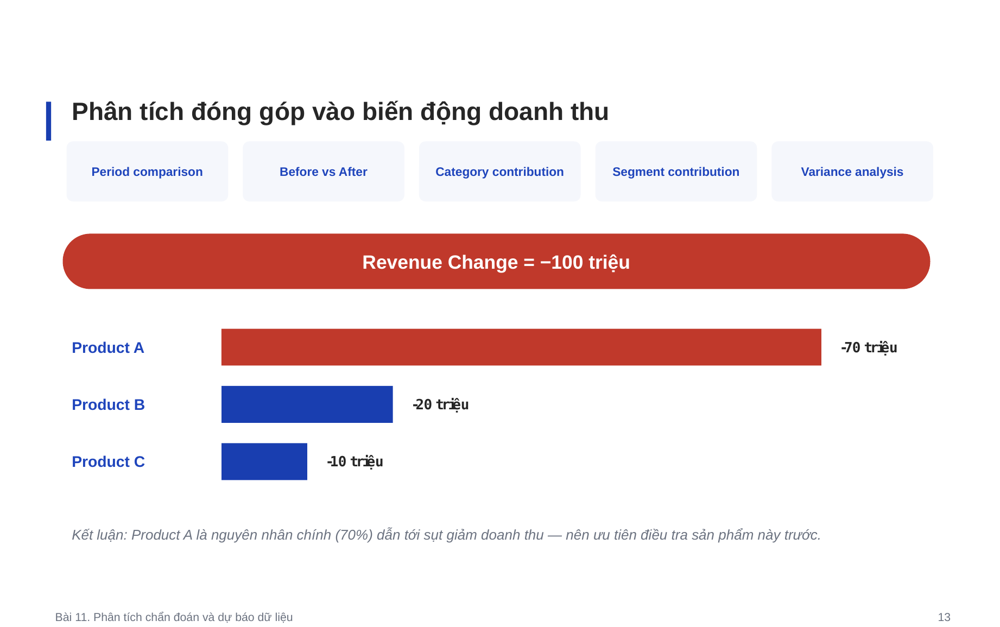 Phân tích đóng góp vào biến động doanh thu
Period comparison
Before vs After
Category contribution
Segment contribution
Variance analysis
Revenue Change = −100 triệu
Product A
-70 triệu
Product B
-20 triệu
Product C
-10 triệu
Kết luận: Product A là nguyên nhân chính (70%) dẫn tới sụt giảm doanh thu — nên ưu tiên điều tra sản phẩm này trước.
Bài 11. Phân tích chẩn đoán và dự báo dữ liệu
13